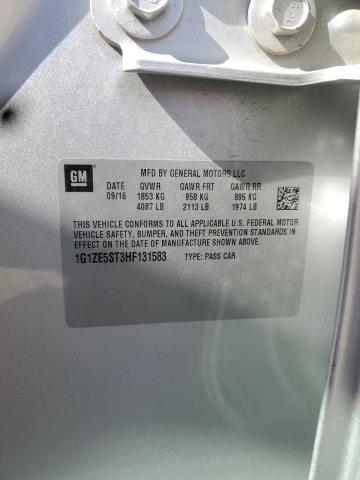 GM
MFD BY GENERAL MOTORS LLC
DATE GVWR GAWR FRT GAWR RR
09/16 1853 KG 958 KG 895 KG
4087 LB 2113 LB 1974 LB
THIS VEHICLE CONFORMS TO ALL APPLICABLE U.S. FEDERAL MOTOR
VEHICLE SAFETY, BUMPER, AND THEFT PREVENTION STANDARDS
IN EFFECT ON THE DATE OF MANUFACTURE SHOWN ABOVE.
1G1ZE5ST3HF131583 TYPE: PASS CAR